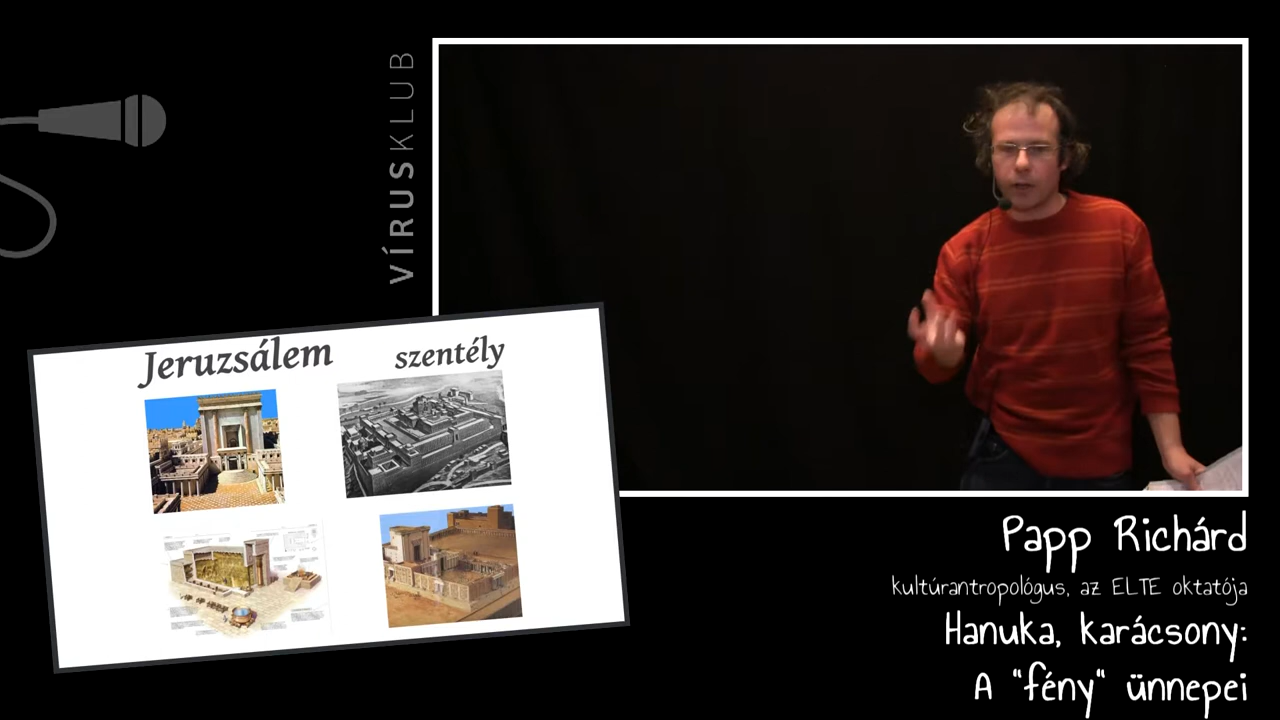 VÍRUSKLUB
Jeruzsálem szentély
Papp Richárd
kultúrantropológus, az ELTE oktatója
Hanuka, karácsony:
A "fény" ünnepei